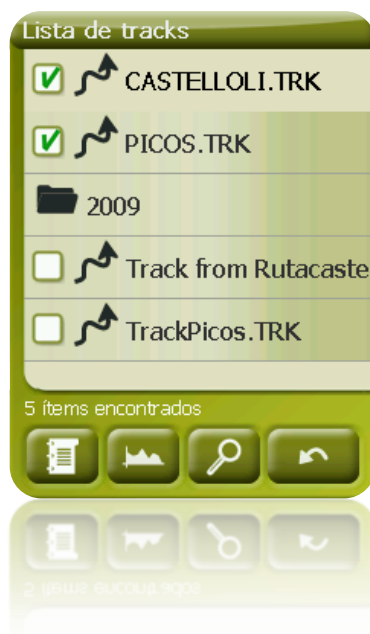 Lista de tracks
CASTELLOLI.TRK
PICOS.TRK
2009
Track from Rutacaste
TrackPicos.TRK
5 ítems encontrados